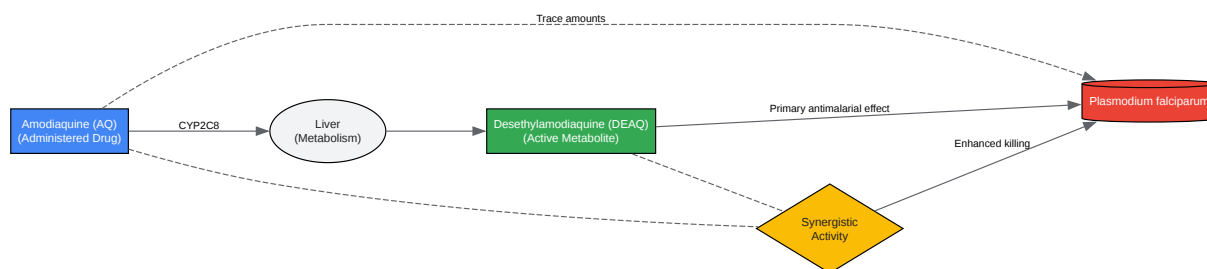 Trace amounts
Amodiaquine (AQ)
(Administered Drug)
CYP2C8
Liver
(Metabolism)
Desethylamodiaquine (DEAQ)
(Active Metabolite)
Primary antimalarial effect
Plasmodium falciparum
Enhanced killing
Synergistic
Activity